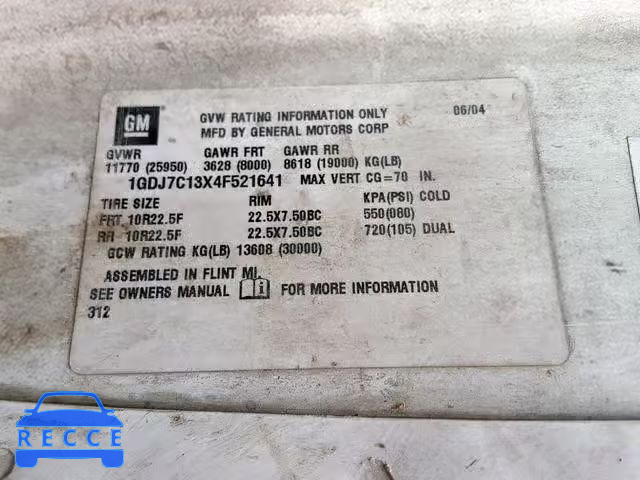 GM
GVW RATING INFORMATION ONLY 06/04
MFD BY GENERAL MOTORS CORP
GVWR GAWR FRT GAWR RR
11770 (25950) 3628 (8000) 8618 (19000) KG(LB)
1GDJ7C13X4F521641 MAX VERT CG=70 IN.
TIRE SIZE RIM KPA(PSI) COLD
FRT 10R22.5F 22.5X7.50BC 550(080)
RR 10R22.5F 22.5X7.50BC 720(105) DUAL
GCW RATING KG(LB) 13608 (30000)
ASSEMBLED IN FLINT MI.
SEE OWNERS MANUAL FOR MORE INFORMATION
312
RECCE